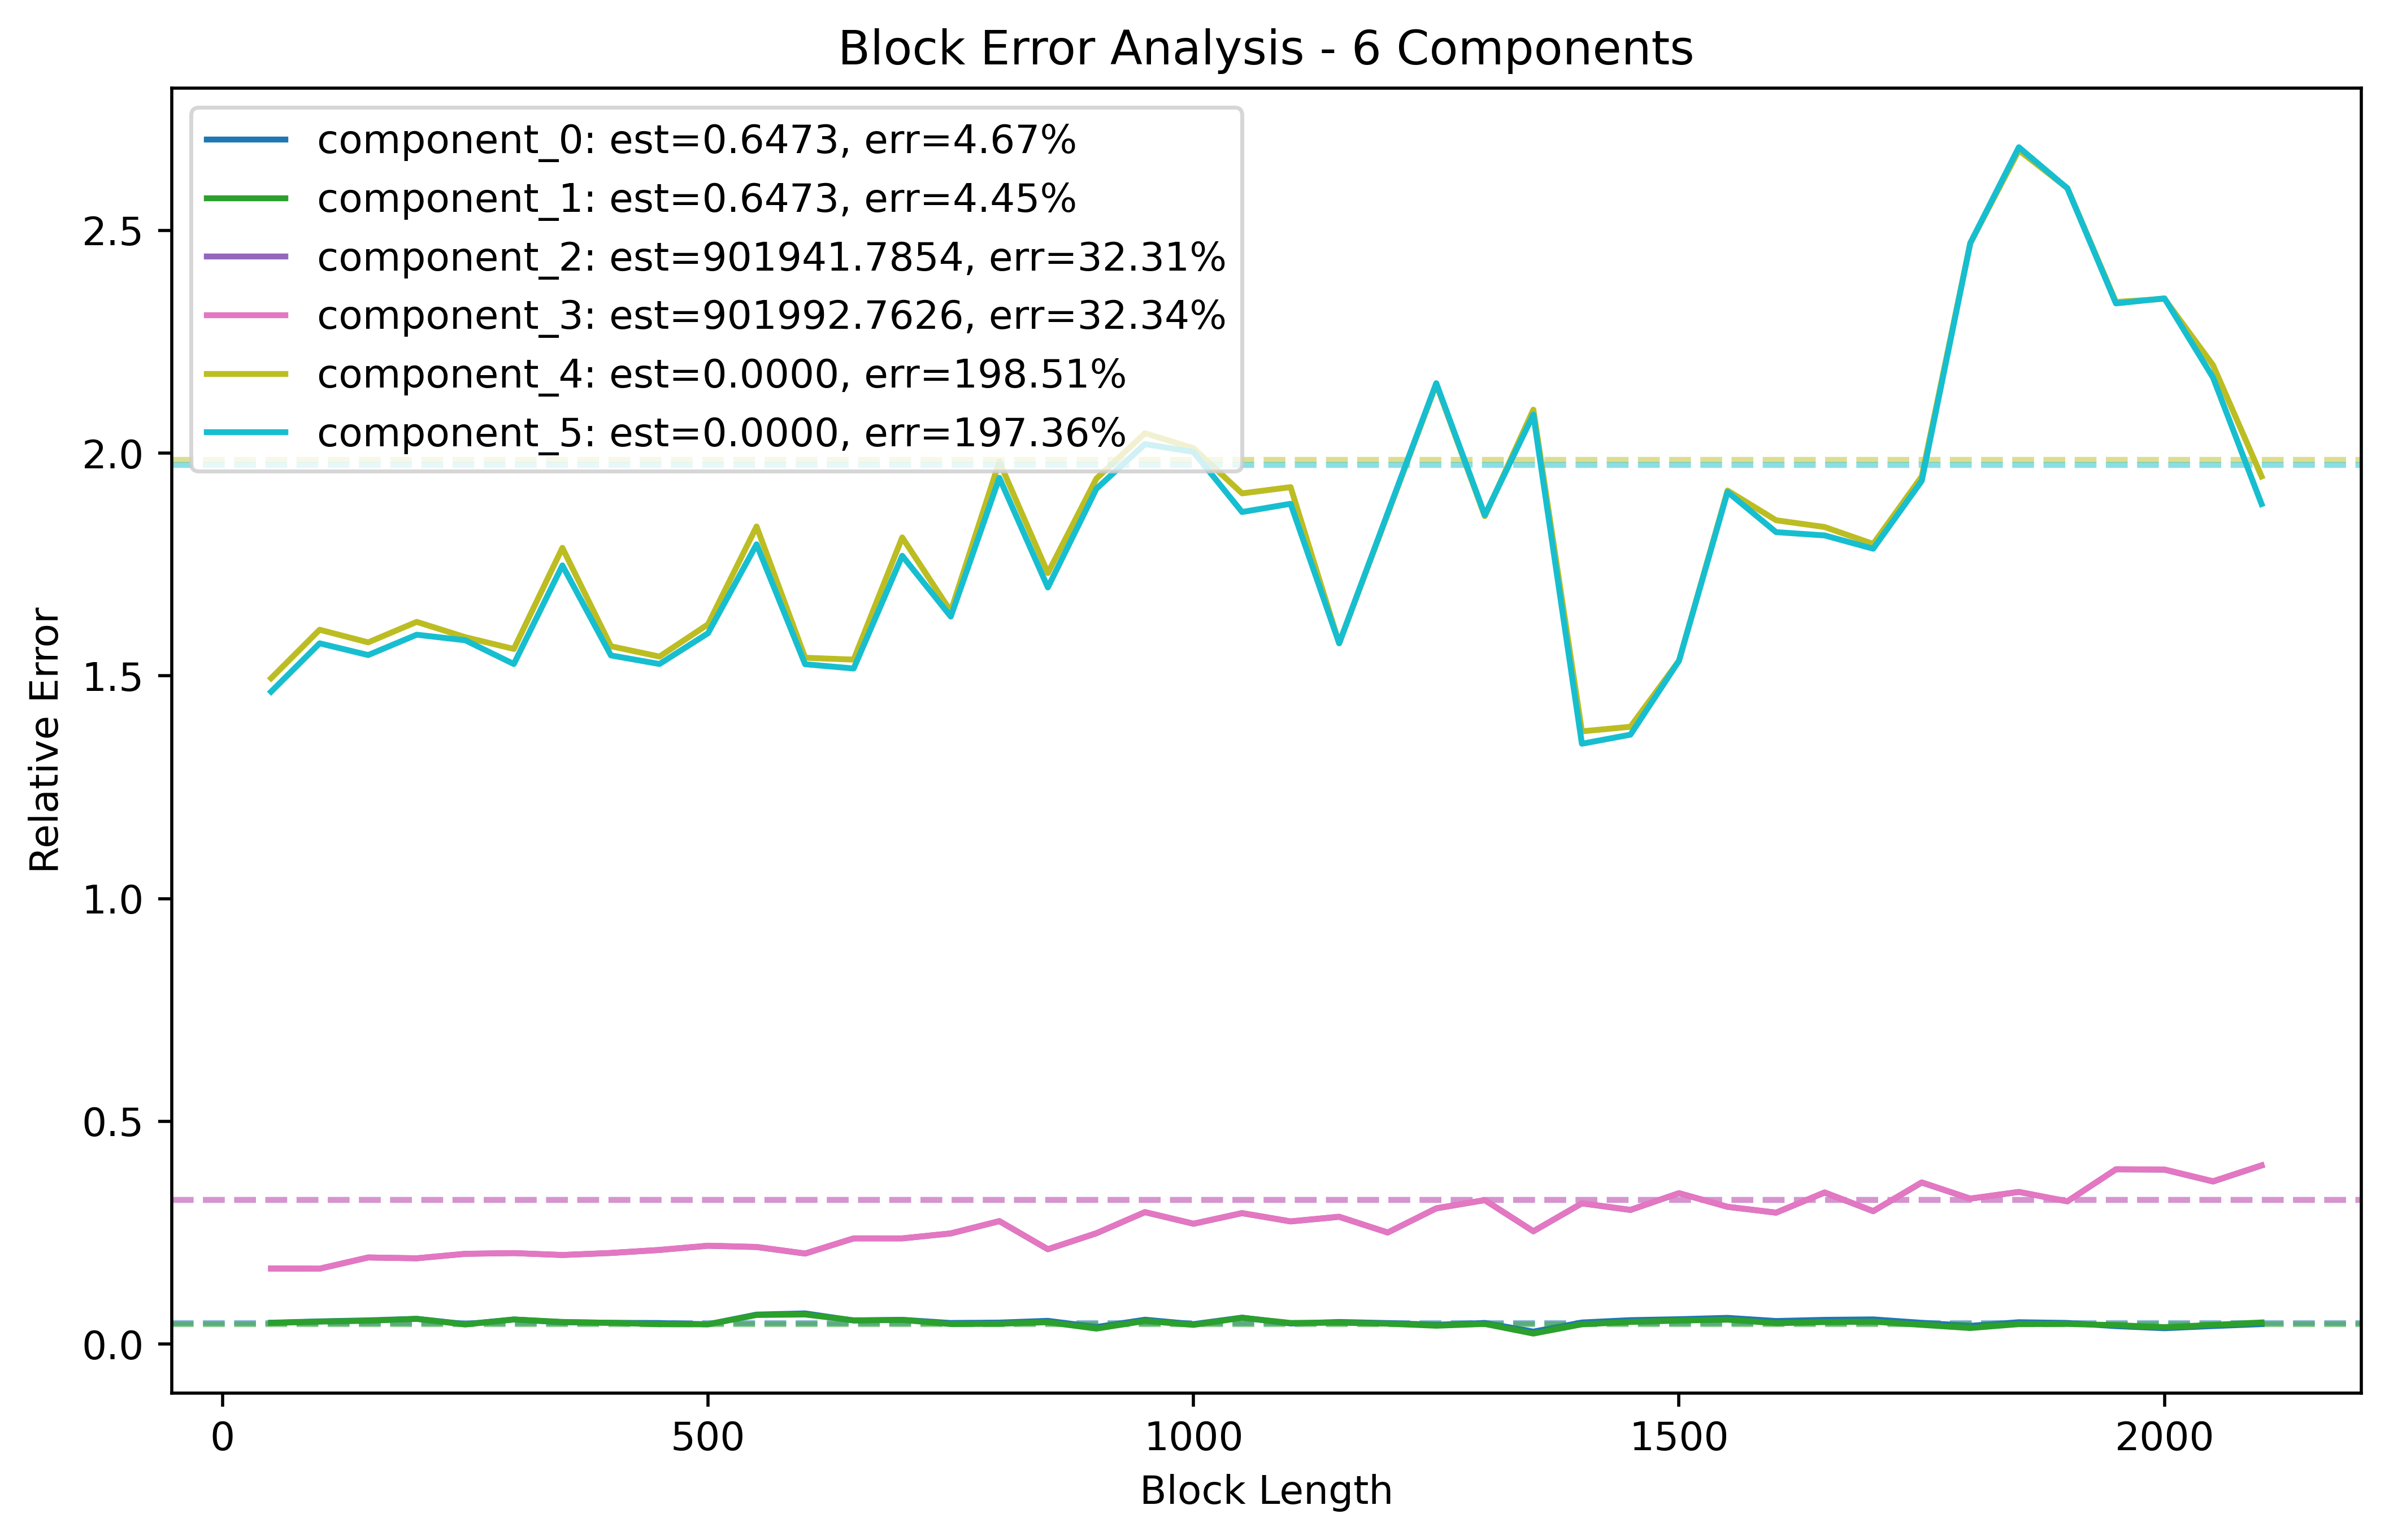 Block Error Analysis - 6 Components
component_0: est=0.6473, err=4.67%
component_1: est=0.6473, err=4.45%
component_2: est=901941.7854, err=32.31%
component_3: est=901992.7626, err=32.34%
component_4: est=0.0000, err=198.51%
component_5: est=0.0000, err=197.36%
2.5
2.0
1.5
1.0
0.5
0.0
Relative Error
0 500 1000 1500 2000
Block Length